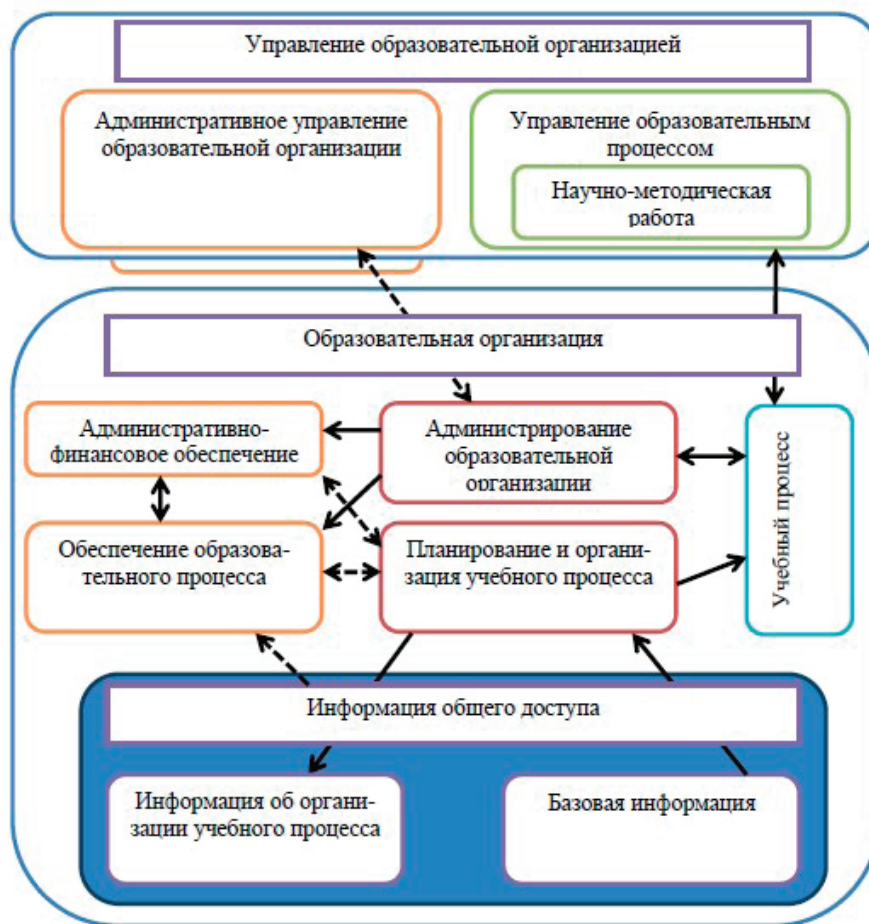 Управление образовательной организацией
Административное управление
образовательной организации
Управление образовательным
процессом
Научно-методическая
работа
Образовательная организация
Административно-
финансовое обеспечение
Администрирование
образовательной
организации
Учебный процесс
Обеспечение образова-
тельного процесса
Планирование и органи-
зация учебного процесса
Информация общего доступа
Информация об органи-
зации учебного процесса
Базовая информация